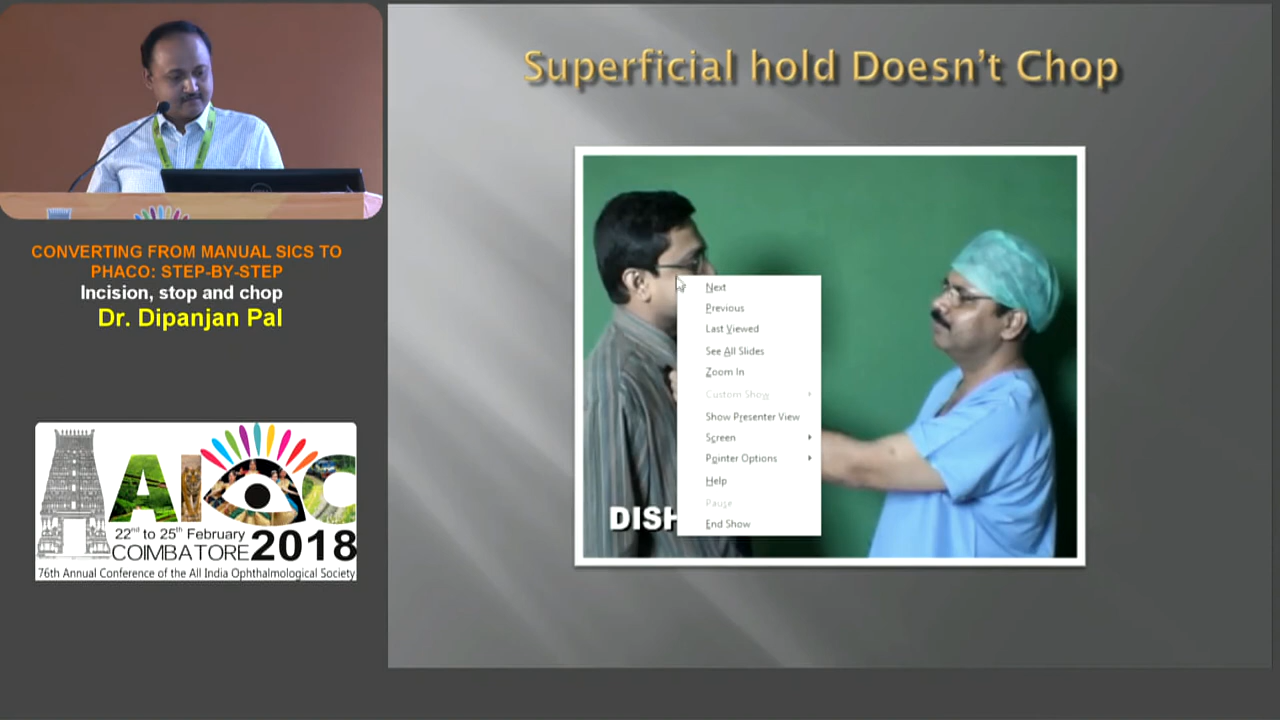 Superficial hold Doesn't Chop
CONVERTING FROM MANUAL SICS TO
PHACO: STEP-BY-STEP
Incision, stop and chop
Dr. Dipanjan Pal
Next
Previous
Last Viewed
See All Slides
Zoom In
Custom Show
Show Presenter View
Screen
Pointer Options
Help
Pause
End Show
DISH
AIOC
22nd to 25th February
COIMBATORE 2018
76th Annual Conference of the All India Ophthalmological Society